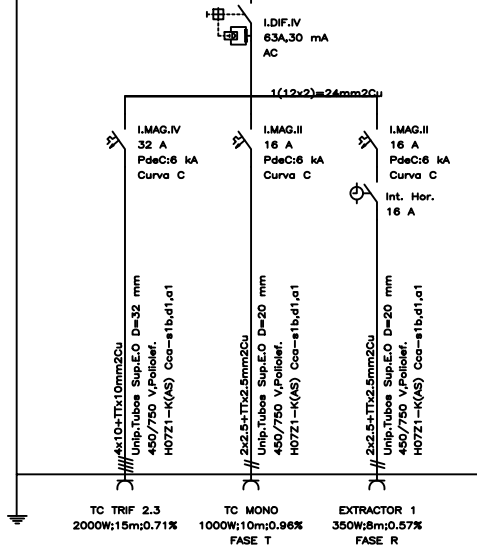 I.DIF.IV
63A,30 mA
AC
1(12x2)=24mm2Cu
I.MAG.IV
32 A
PdeC:6 kA
Curva C
I.MAG.II
16 A
PdeC:6 kA
Curva C
I.MAG.II
16 A
PdeC:6 kA
Curva C
Int. Hor.
16 A
4x10+TTx10mm2Cu
Unip.Tubos Sup.E.O D=32 mm
450/750 V,Poliolef.
H07Z1-K(AS) Cca-s1b,d1,a1
2x2.5+TTx2.5mm2Cu
Unip.Tubos Sup.E.O D=20 mm
450/750 V,Poliolef.
H07Z1-K(AS) Cca-s1b,d1,a1
2x2.5+TTx2.5mm2Cu
Unip.Tubos Sup.E.O D=20 mm
450/750 V,Poliolef.
H07Z1-K(AS) Cca-s1b,d1,a1
TC TRIF 2.3
2000W;15m;0.71%
TC MONO
1000W;10m;0.96%
FASE T
EXTRACTOR 1
350W;8m;0.57%
FASE R